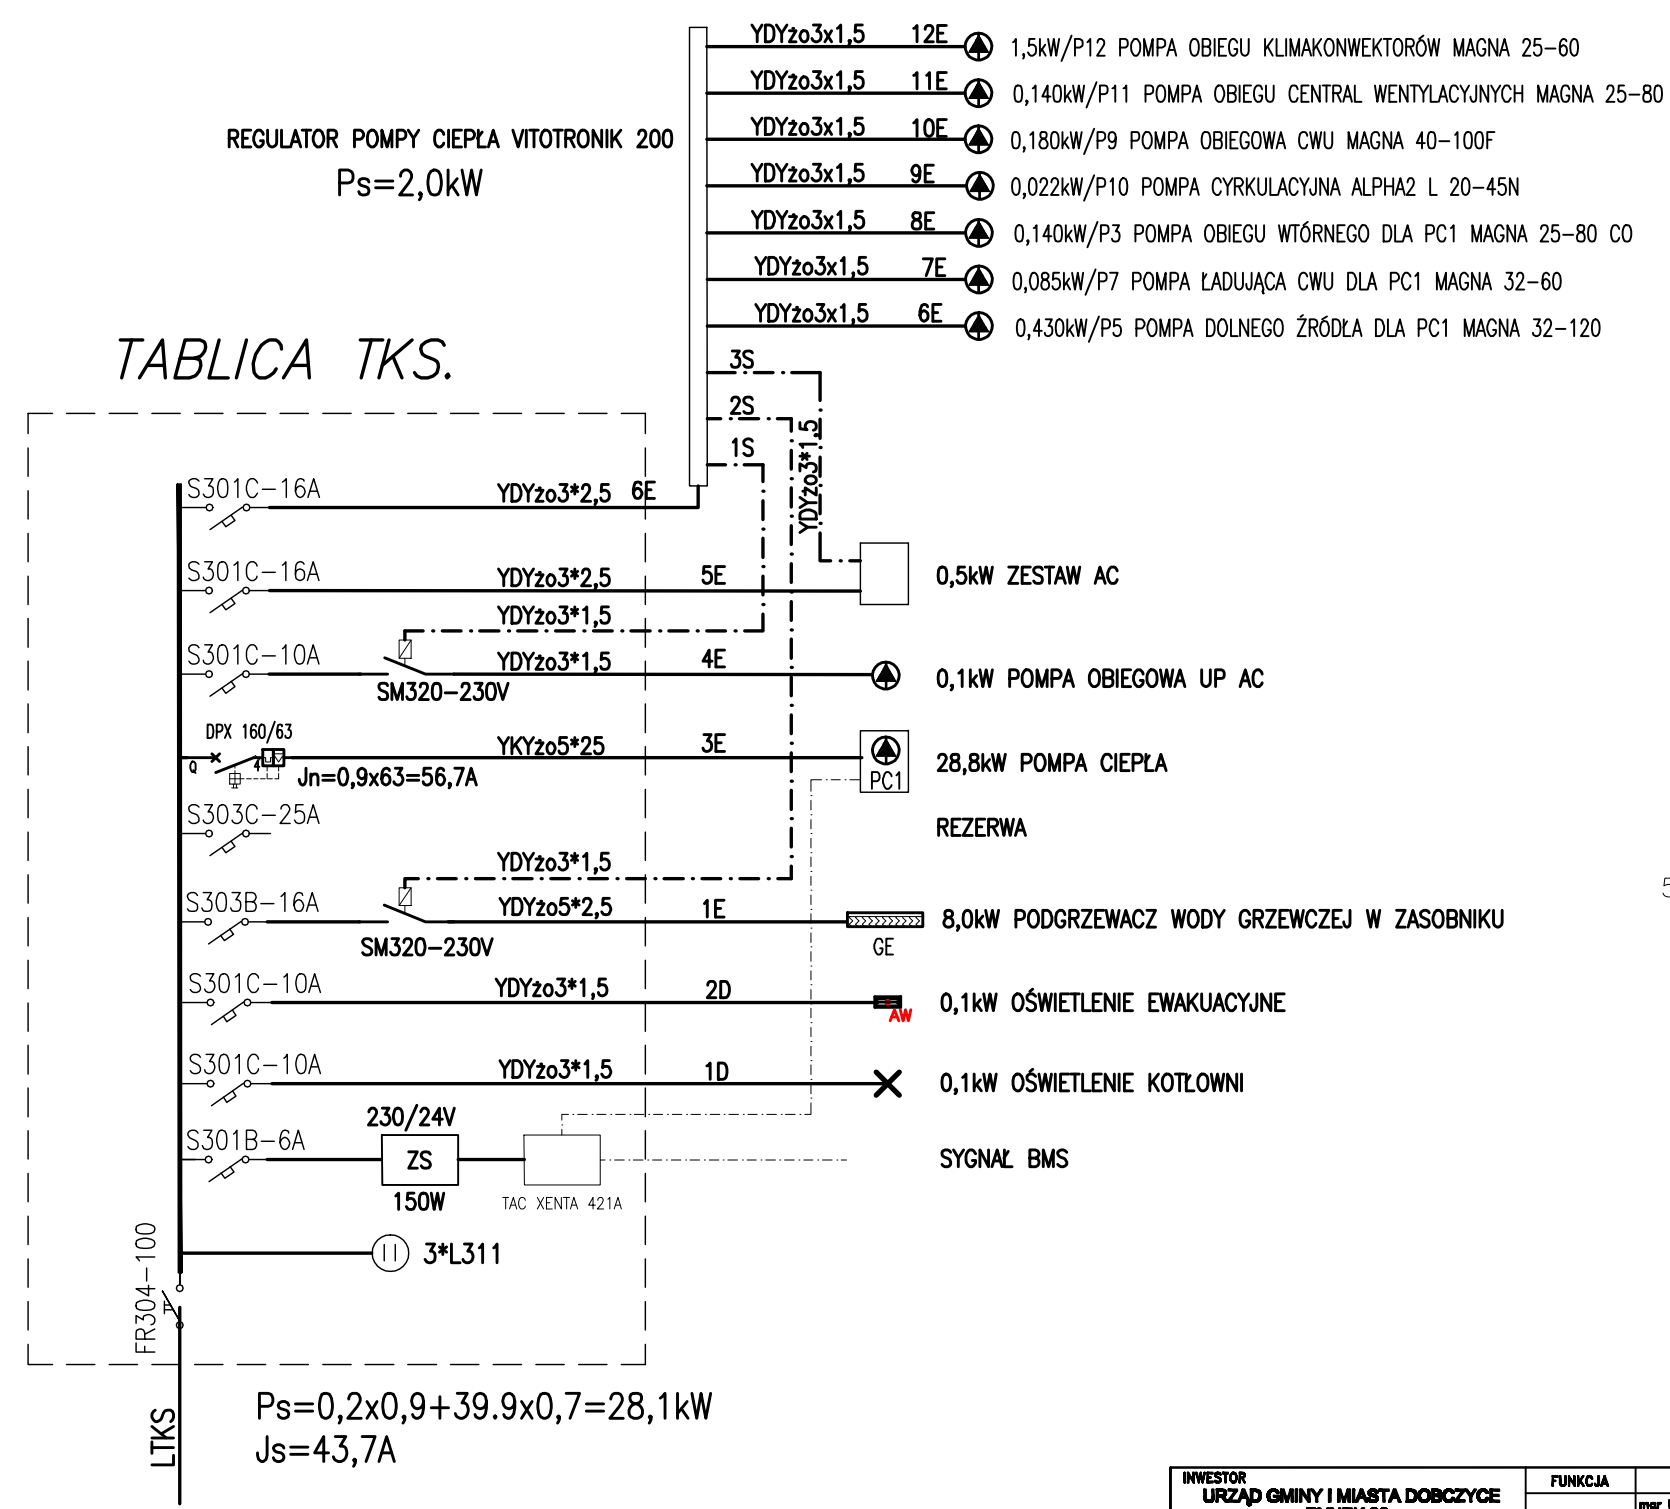 YDYżo3x1,5 12E 1,5kW/P12 POMPA OBIEGU KLIMAKONWEKTORÓW MAGNA 25-60
YDYżo3x1,5 11E 0,140kW/P11 POMPA OBIEGU CENTRAL WENTYLACYJNYCH MAGNA 25-80
YDYżo3x1,5 10E 0,180kW/P9 POMPA OBIEGOWA CWU MAGNA 40-100F
YDYżo3x1,5 9E 0,022kW/P10 POMPA CYRKULACYJNA ALPHA2 L 20-45N
YDYżo3x1,5 8E 0,140kW/P3 POMPA OBIEGU WTÓRNEGO DLA PC1 MAGNA 25-80 CO
YDYżo3x1,5 7E 0,085kW/P7 POMPA ŁADUJĄCA CWU DLA PC1 MAGNA 32-60
YDYżo3x1,5 6E 0,430kW/P5 POMPA DOLNEGO ŹRÓDŁA DLA PC1 MAGNA 32-120
REGULATOR POMPY CIEPŁA VITOTRONIK 200
Ps=2,0kW
TABLICA TKS.
3S
2S
1S
YDYżo3*1,5
S301C-16A YDYżo3*2,5 6E
S301C-16A YDYżo3*2,5 5E 0,5kW ZESTAW AC
YDYżo3*1,5
S301C-10A YDYżo3*1,5 4E 0,1kW POMPA OBIEGOWA UP AC
SM320-230V
DPX 160/63
Q 4 YKYżo5*25 3E PC1 28,8kW POMPA CIEPŁA
Jn=0,9x63=56,7A
S303C-25A REZERWA
YDYżo3*1,5
S303B-16A YDYżo5*2,5 1E 8,0kW PODGRZEWACZ WODY GRZEWCZEJ W ZASOBNIKU
SM320-230V GE
S301C-10A YDYżo3*1,5 2D 0,1kW OŚWIETLENIE EWAKUACYJNE
AW
S301C-10A YDYżo3*1,5 1D 0,1kW OŚWIETLENIE KOTŁOWNI
230/24V
S301B-6A ZS SYGNAŁ BMS
150W TAC XENTA 421A
3*L311
FR304-100
LTKS
Ps=0,2x0,9+39.9x0,7=28,1kW
Js=43,7A
5
INWESTOR FUNKCJA
URZĄD GMINY I MIASTA DOBCZYCE